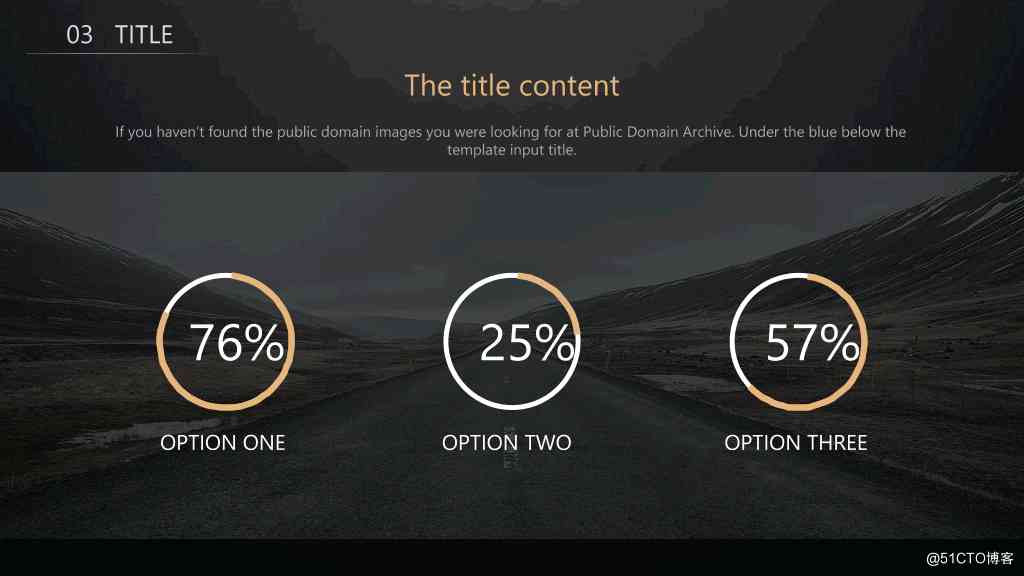 03 TITLE
The title content
If you haven't found the public domain images you were looking for at Public Domain Archive. Under the blue below the
template input title.
76%
25%
57%
OPTION ONE
OPTION TWO
OPTION THREE
@51CTO博客